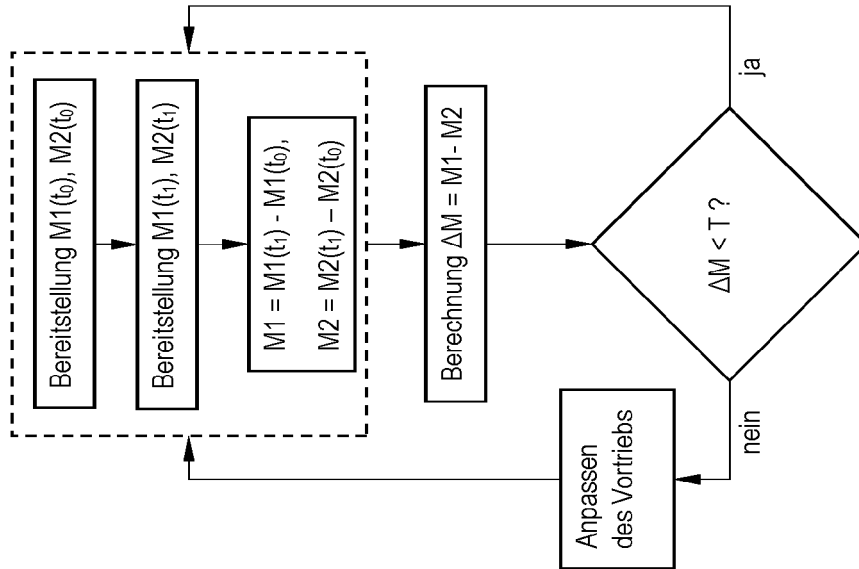 Bereitstellung M1(t₀), M2(t₀)
Bereitstellung M1(t₁), M2(t₁)
M1 = M1(t₁) - M1(t₀),
M2 = M2(t₁) – M2(t₀)
Berechnung ΔM = M1- M2
ΔM < T ?
ja
nein
Anpassen
des Vortriebs